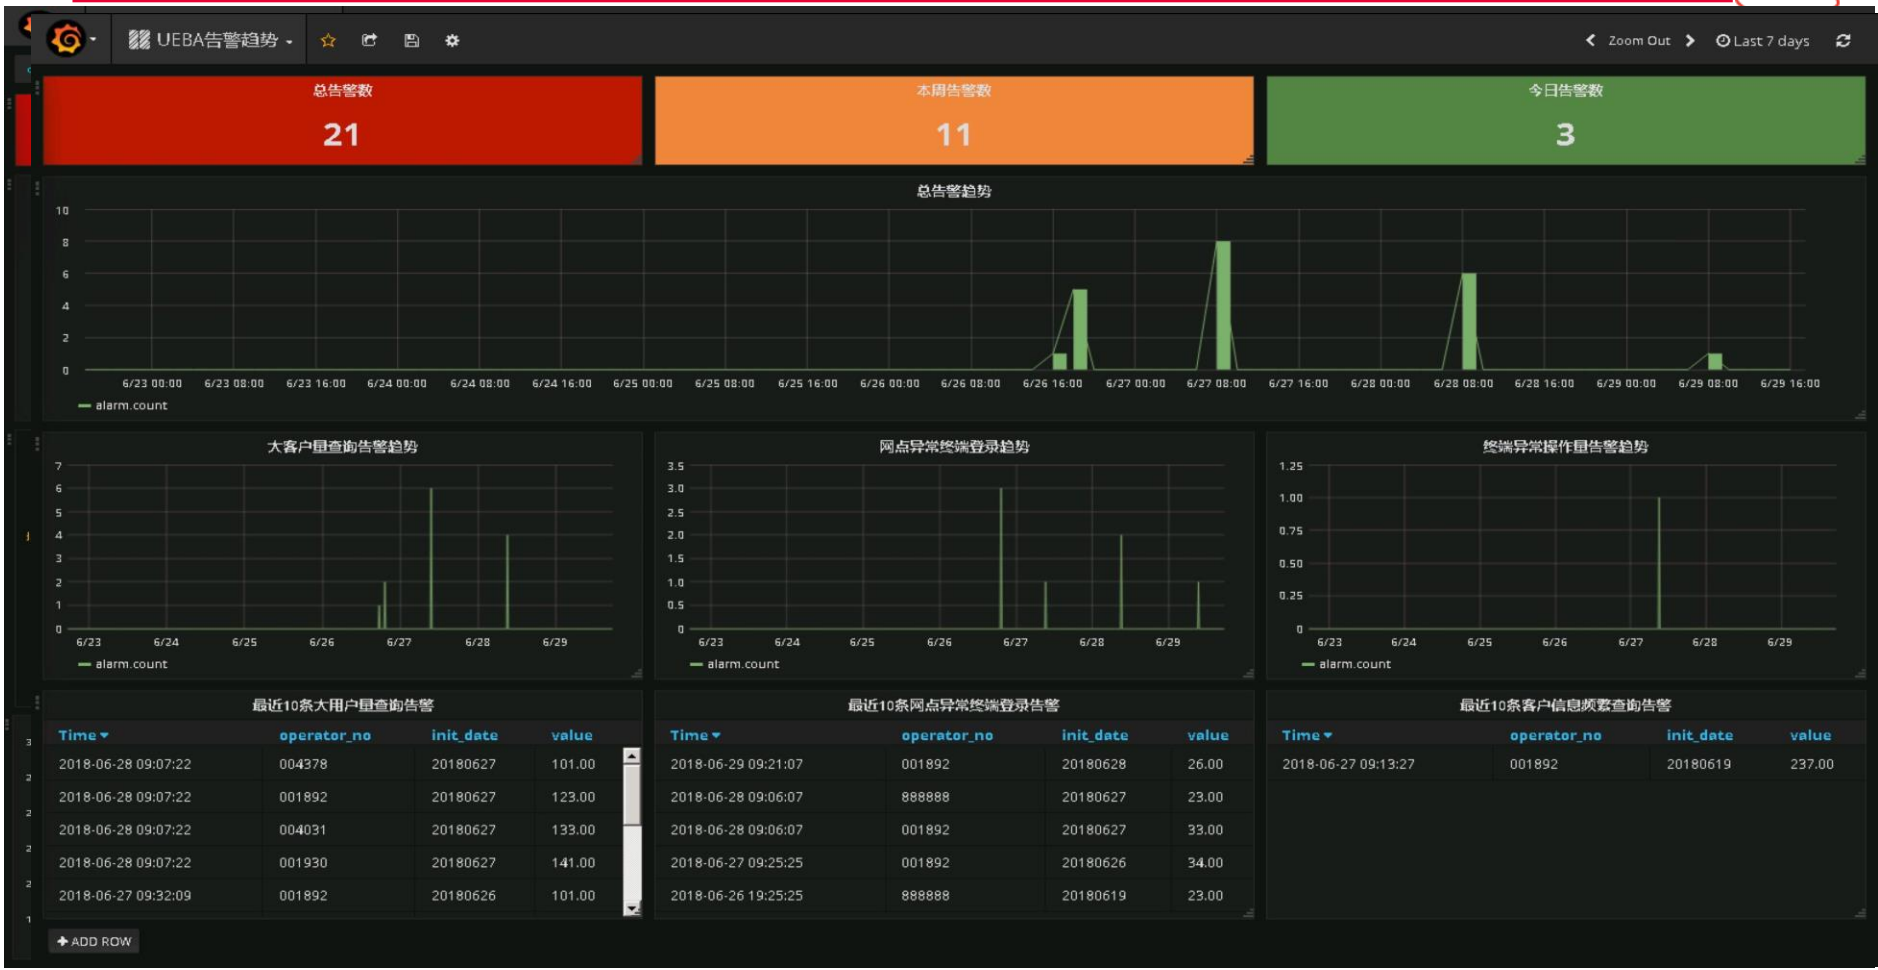 UEBA告警趋势
Zoom Out
Last 7 days
总告警数
21
本周告警数
11
今日告警数
3
总告警趋势
10
8
6
4
2
0
6/23 00:00 6/23 08:00 6/23 16:00 6/24 00:00 6/24 08:00 6/24 16:00 6/25 00:00 6/25 08:00 6/25 16:00 6/26 00:00 6/26 08:00 6/26 16:00 6/27 00:00 6/27 08:00 6/27 16:00 6/28 00:00 6/28 08:00 6/28 16:00 6/29 00:00 6/29 08:00 6/29 16:00
alarm.count
大客户量查询告警趋势
7
6
5
4
3
2
1
0
6/23 6/24 6/25 6/26 6/27 6/28 6/29
alarm.count
网点异常终端登录趋势
3.5
3.0
2.5
2.0
1.5
1.0
0.5
0
6/23 6/24 6/25 6/26 6/27 6/28 6/29
alarm.count
终端异常操作量告警趋势
1.25
1.00
0.75
0.50
0.25
0
6/23 6/24 6/25 6/26 6/27 6/28 6/29
alarm.count
最近10条大用户量查询告警
Time operator_no init_date value
2018-06-28 09:07:22 004378 20180627 101.00
2018-06-28 09:07:22 001892 20180627 123.00
2018-06-28 09:07:22 004031 20180627 133.00
2018-06-28 09:07:22 001930 20180627 141.00
2018-06-27 09:32:09 001892 20180626 101.00
最近10条网点异常终端登录告警
Time operator_no init_date value
2018-06-29 09:21:07 001892 20180628 26.00
2018-06-28 09:06:07 888888 20180627 23.00
2018-06-28 09:06:07 001892 20180627 33.00
2018-06-27 09:25:25 001892 20180626 34.00
2018-06-26 19:25:25 888888 20180619 23.00
最近10条客户信息频繁查询告警
Time operator_no init_date value
2018-06-27 09:13:27 001892 20180619 237.00
ADD ROW